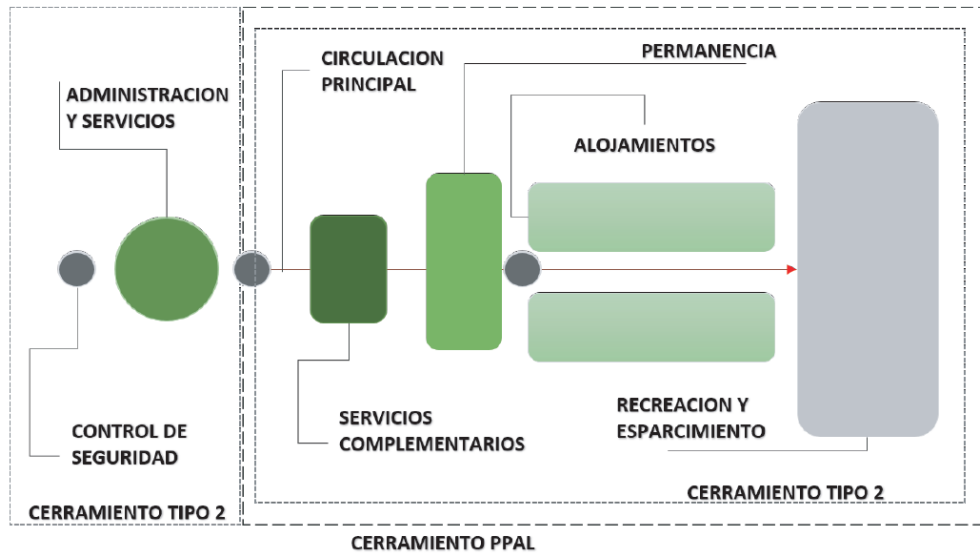 ADMINISTRACION
Y SERVICIOS
CIRCULACION
PRINCIPAL
PERMANENCIA
ALOJAMIENTOS
CONTROL DE
SEGURIDAD
SERVICIOS
COMPLEMENTARIOS
RECREACION Y
ESPARCIMIENTO
CERRAMIENTO TIPO 2
CERRAMIENTO TIPO 2
CERRAMIENTO PPAL